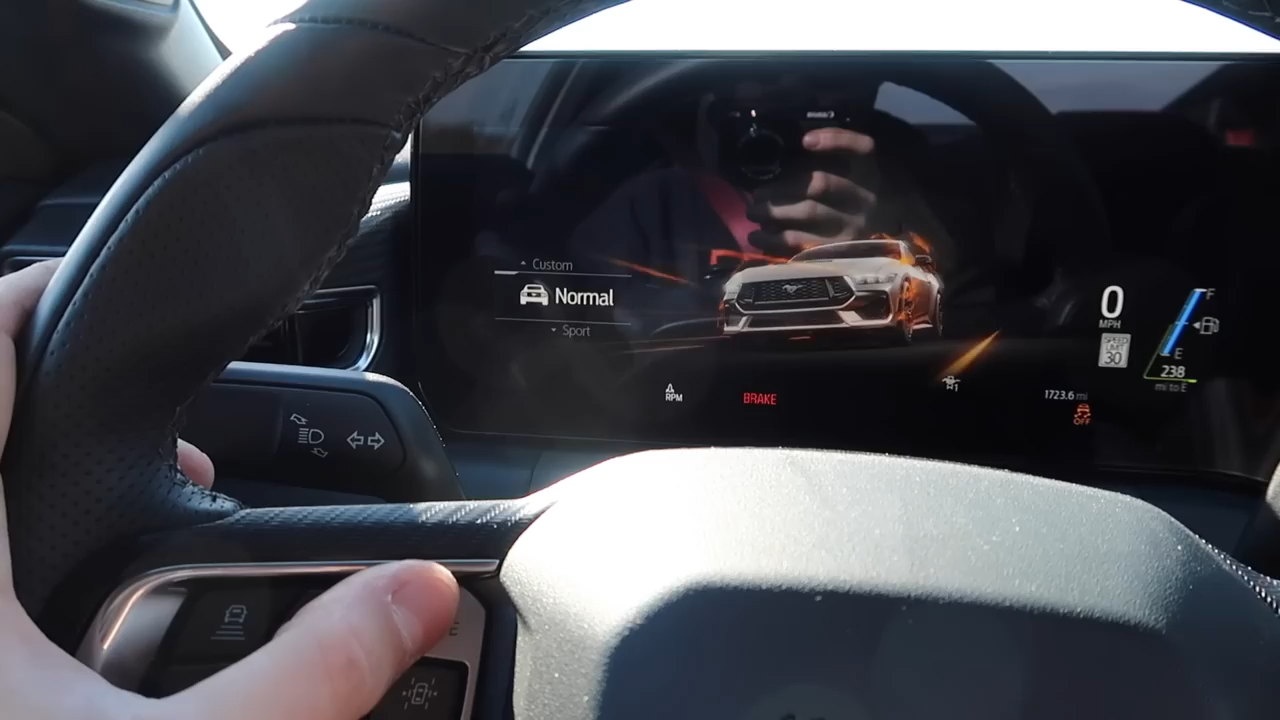 Custom
Normal
Sport
0
MPH
SPEED
LIMIT
30
F
E
238
mi to E
RPM
BRAKE
1723.6 mi
OFF